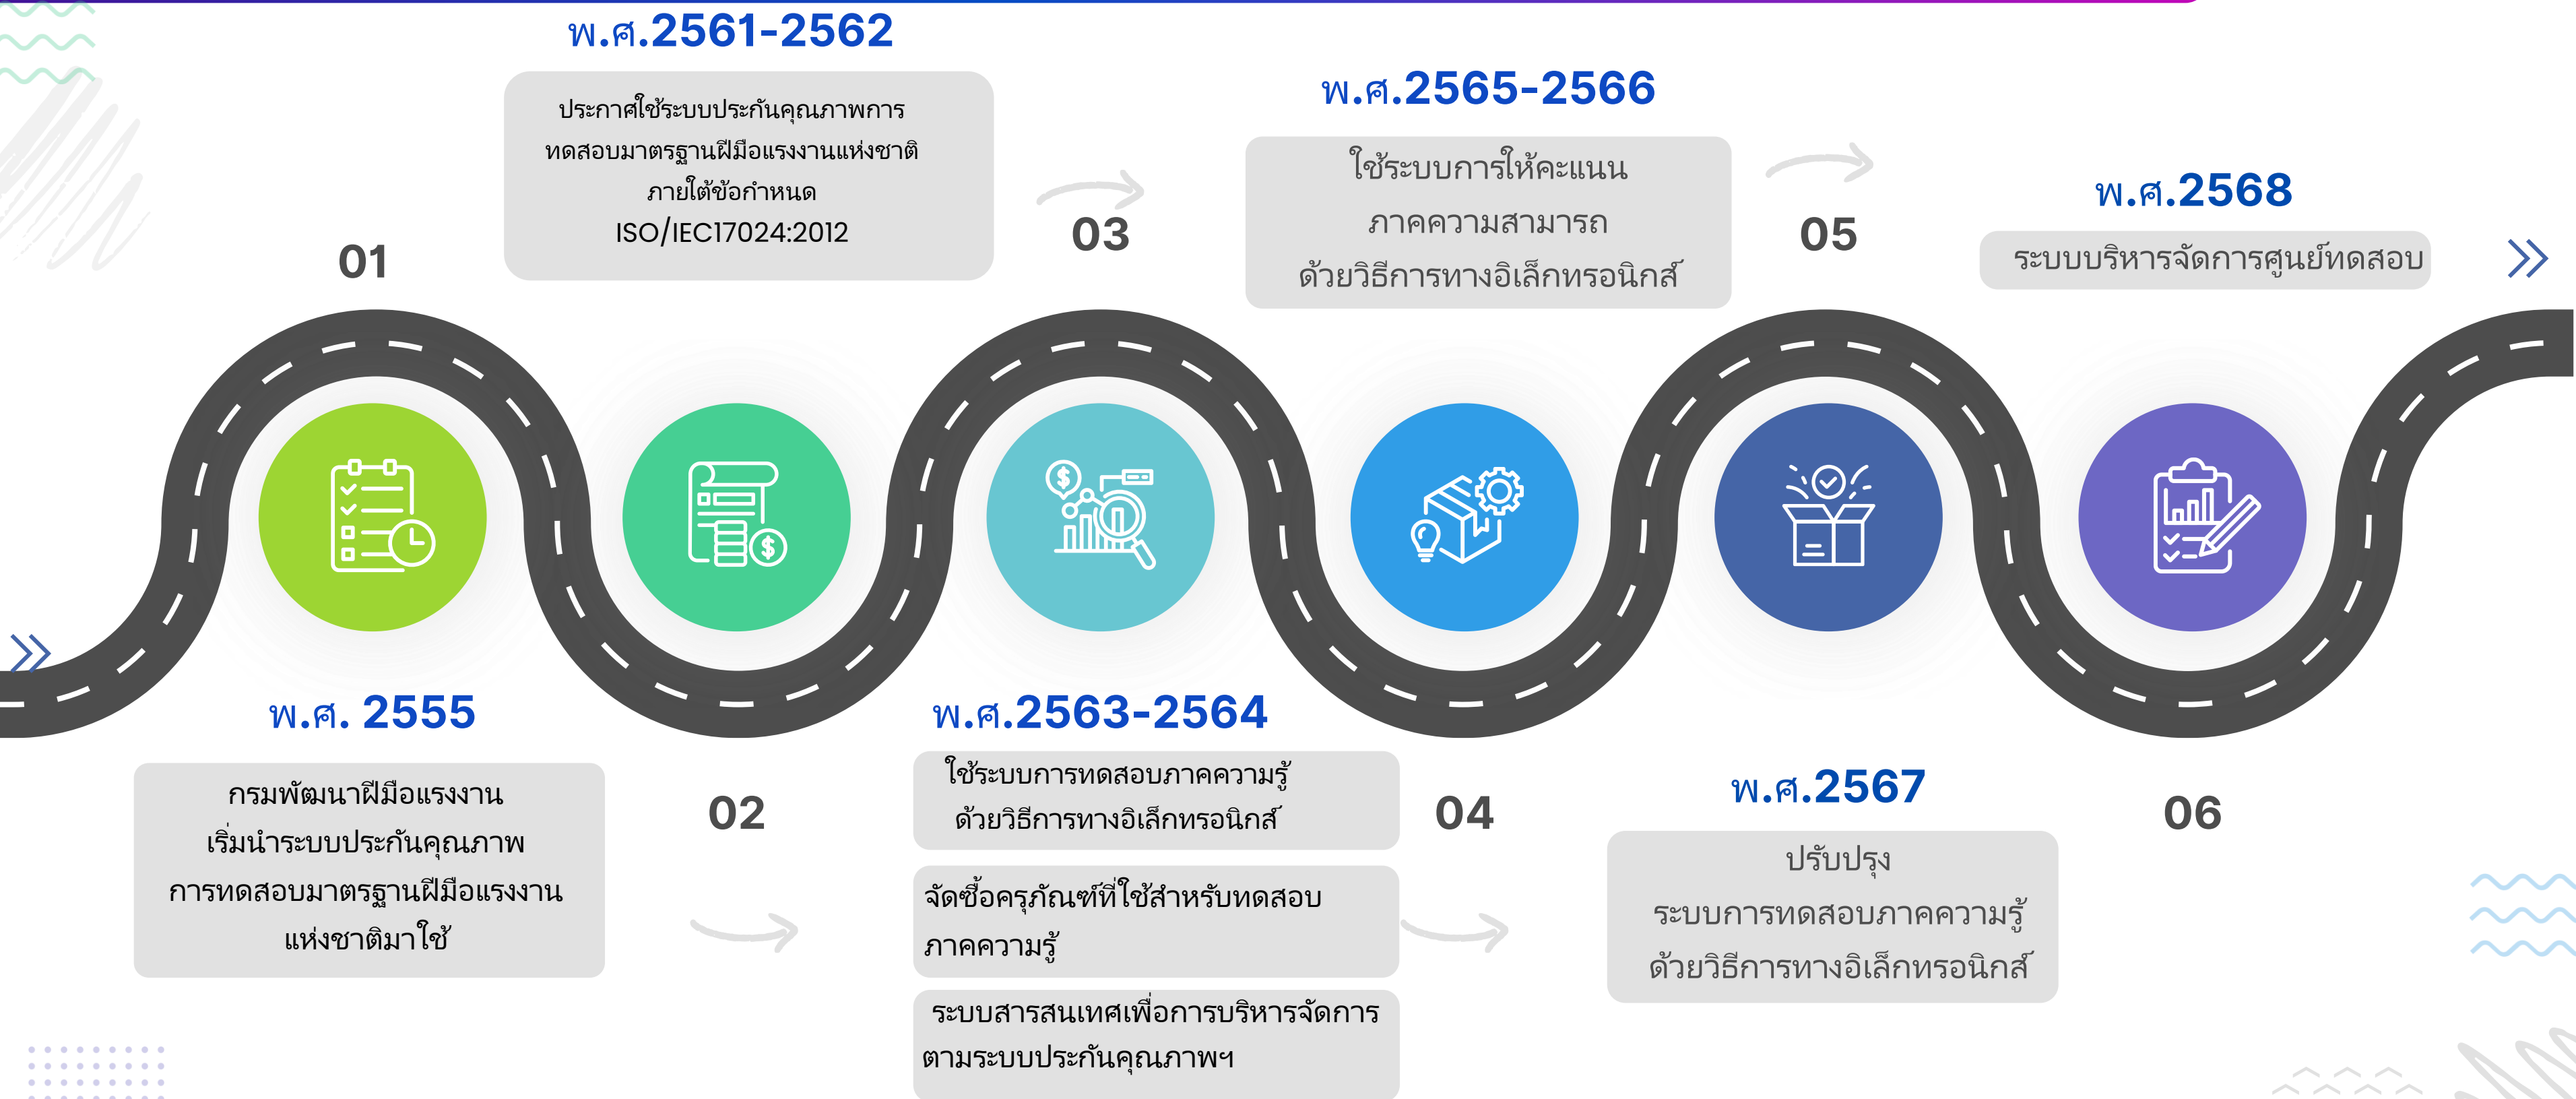 01
พ.ศ. 2555
กรมพัฒนาฝีมือแรงงาน
เริ่มนำระบบประกันคุณภาพ
การทดสอบมาตรฐานฝีมือแรงงาน
แห่งชาติมาใช้
พ.ศ.2561-2562
ประกาศใช้ระบบประกันคุณภาพการ
ทดสอบมาตรฐานฝีมือแรงงานแห่งชาติ
ภายใต้ข้อกำหนด
ISO/IEC17024:2012
02
03
พ.ศ.2563-2564
ใช้ระบบการทดสอบภาคความรู้
ด้วยวิธีการทางอิเล็กทรอนิกส์
จัดซื้อครุภัณฑ์ที่ใช้สำหรับทดสอบ
ภาคความรู้
ระบบสารสนเทศเพื่อการบริหารจัดการ
ตามระบบประกันคุณภาพฯ
พ.ศ.2565-2566
ใช้ระบบการให้คะแนน
ภาคความสามารถ
ด้วยวิธีการทางอิเล็กทรอนิกส์
04
05
พ.ศ.2567
ปรับปรุง
ระบบการทดสอบภาคความรู้
ด้วยวิธีการทางอิเล็กทรอนิกส์
พ.ศ.2568
ระบบบริหารจัดการศูนย์ทดสอบ
06